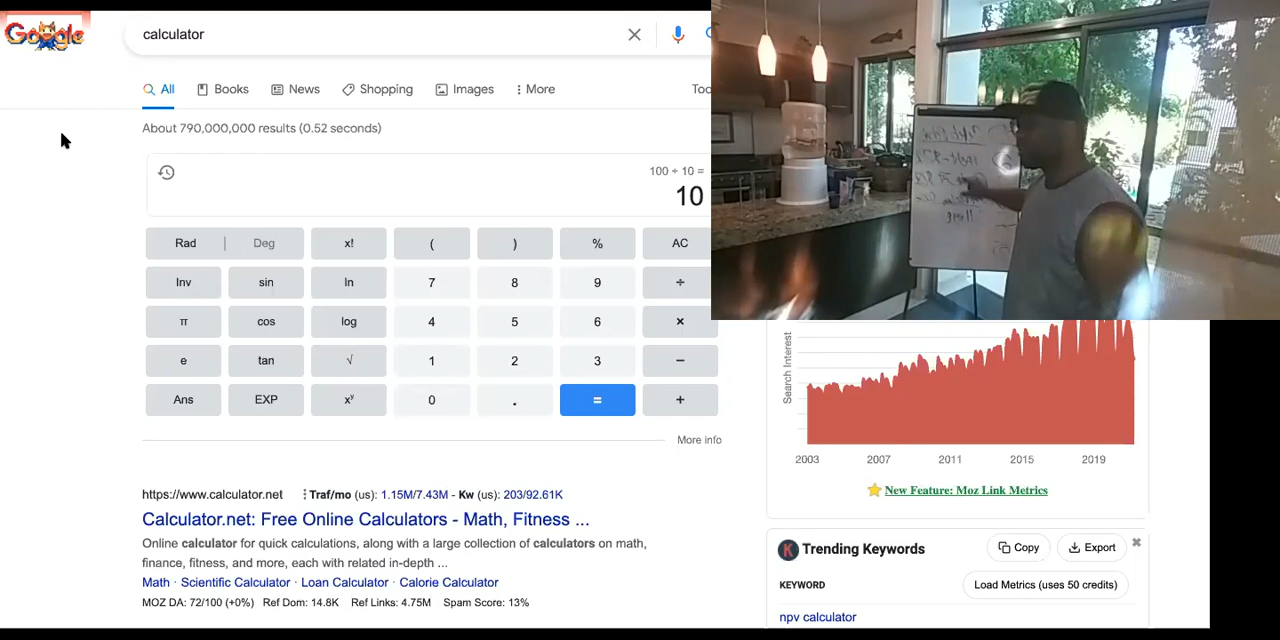 Google
calculator
All
Books
News
Shopping
Images
More
About 790,000,000 results (0.52 seconds)
100 ÷ 10 =
10
Rad | Deg x! ( ) % AC
Inv sin ln 7 8 9 ÷
π cos log 4 5 6 ×
e tan √ 1 2 3 −
Ans EXP xʸ 0 . = +
More info
https://www.calculator.net Traf/mo (us): 1.15M/7.43M - Kw (us): 203/92.61K
Calculator.net: Free Online Calculators - Math, Fitness ...
Online calculator for quick calculations, along with a large collection of calculators on math,
finance, fitness, and more, each with related in-depth ...
Math · Scientific Calculator · Loan Calculator · Calorie Calculator
MOZ DA: 72/100 (+0%) Ref Dom: 14.8K Ref Links: 4.75M Spam Score: 13%
Search Interest
2003 2007 2011 2015 2019
New Feature: Moz Link Metrics
K Trending Keywords
Copy
Export
KEYWORD
Load Metrics (uses 50 credits)
npv calculator